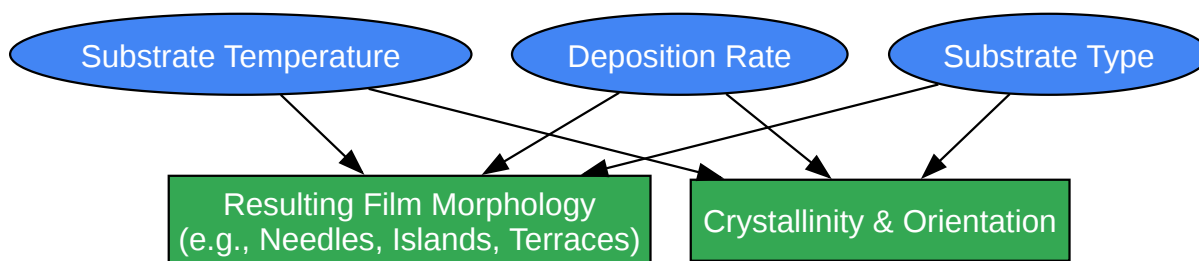 Substrate Temperature
Deposition Rate
Substrate Type
Resulting Film Morphology
(e.g., Needles, Islands, Terraces)
Crystallinity & Orientation